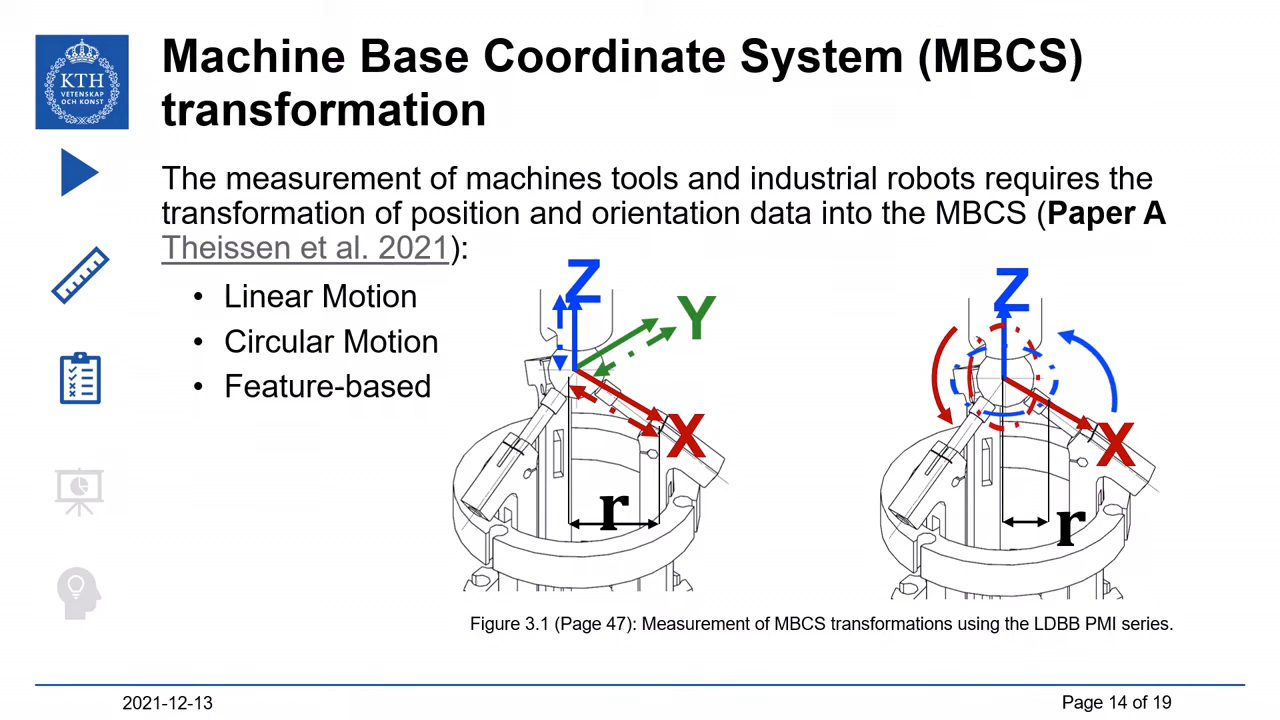 KTH
VETENSKAP
OCH KONST
Machine Base Coordinate System (MBCS)
transformation
The measurement of machines tools and industrial robots requires the
transformation of position and orientation data into the MBCS (Paper A
Theissen et al. 2021):
• Linear Motion
• Circular Motion
• Feature-based
Z
Y
X
r
Z
X
r
Figure 3.1 (Page 47): Measurement of MBCS transformations using the LDBB PMI series.
2021-12-13
Page 14 of 19